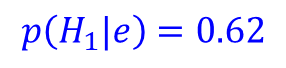 p(H₁|e) = 0.62